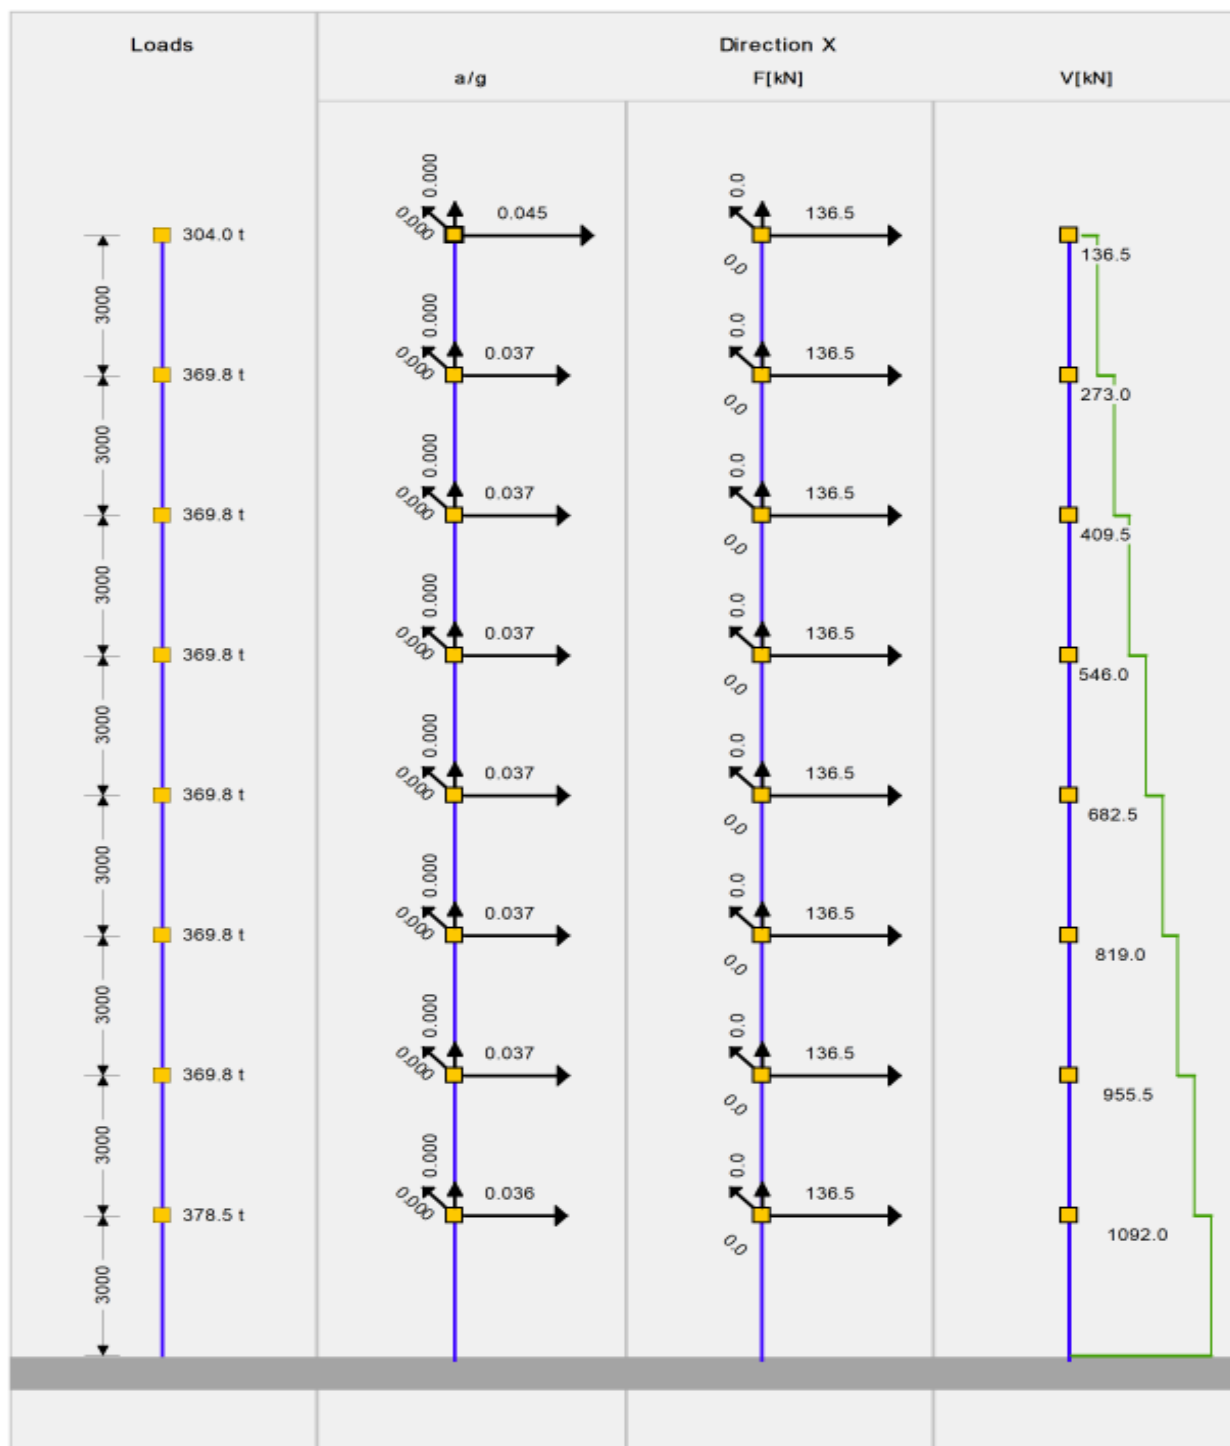 Loads
Direction X
a/g F[kN] V[kN]
0.000 0.0
304.0 t 0.000 0.045 136.5
0.0 136.5
3000 0.000 0.0
369.8 t 0.000 0.037 136.5
0.0 273.0
3000 0.000 0.0
369.8 t 0.000 0.037 136.5
0.0 409.5
3000 0.000 0.0
369.8 t 0.000 0.037 136.5
0.0 546.0
3000 0.000 0.0
369.8 t 0.000 0.037 136.5
0.0 682.5
3000 0.000 0.0
369.8 t 0.000 0.037 136.5
0.0 819.0
3000 0.000 0.0
369.8 t 0.000 0.037 136.5
0.0 955.5
3000 0.000 0.0
378.5 t 0.000 0.036 136.5
0.0 1092.0
3000